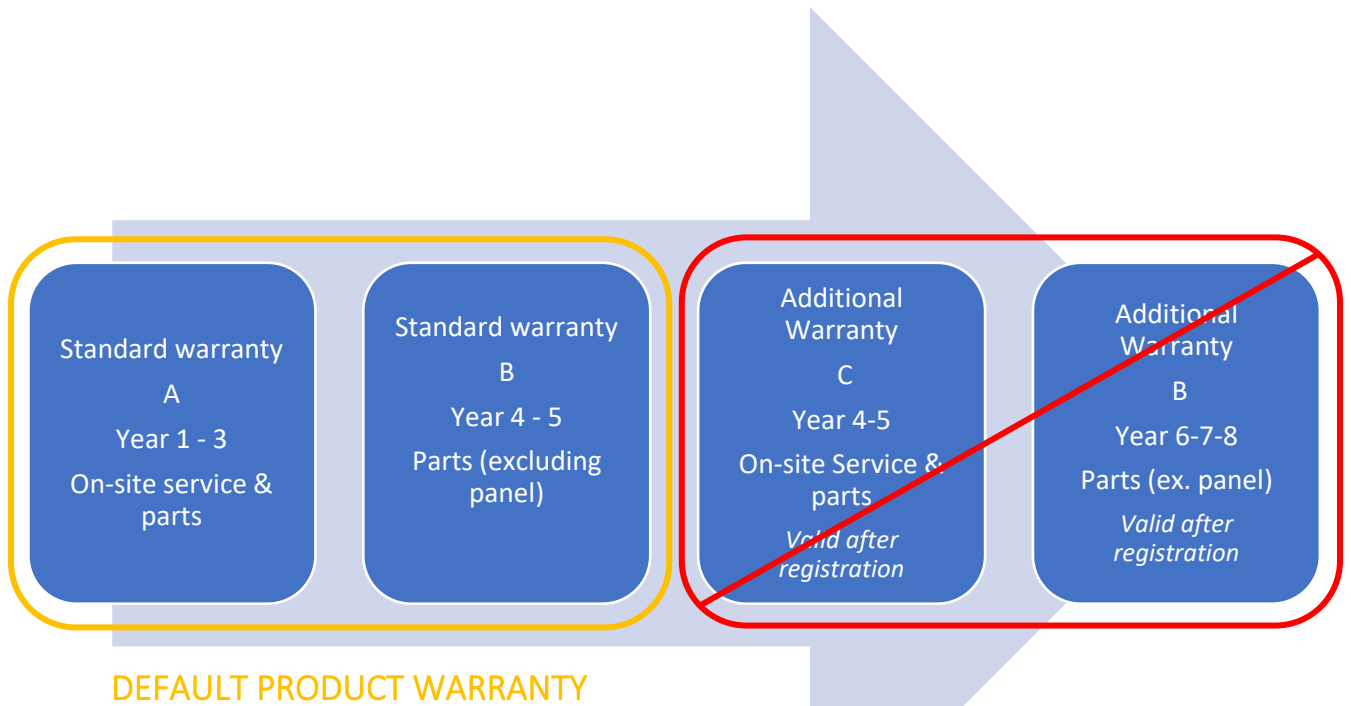 Standard warranty
A
Year 1 - 3
On-site service &
parts
Standard warranty
B
Year 4 - 5
Parts (excluding
panel)
Additional
Warranty
C
Year 4-5
On-site Service &
parts
Valid after
registration
Additional
Warranty
B
Year 6-7-8
Parts (ex. panel)
Valid after
registration
DEFAULT PRODUCT WARRANTY